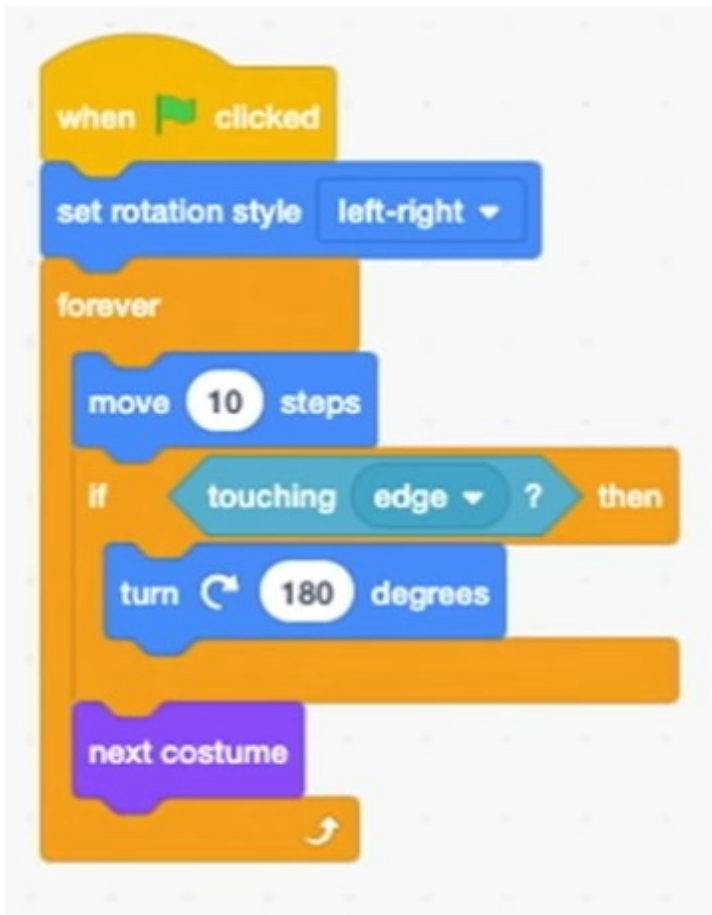 when clicked
set rotation style left-right
forever
move 10 steps
if touching edge ? then
turn 180 degrees
next costume